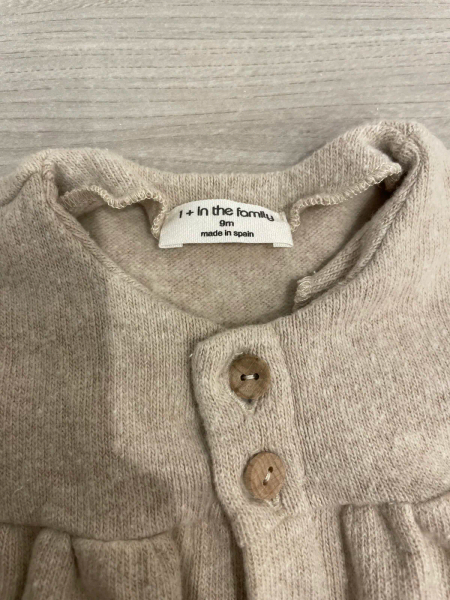 1 + in the family
9m
made in spain